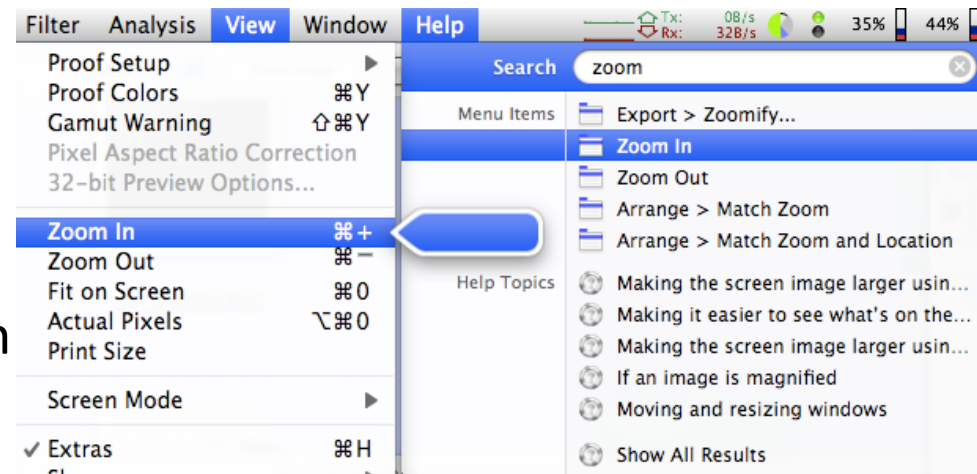 Filter Analysis View Window Help Tx: 0B/s 35% 44%
Rx: 32B/s
Proof Setup ▶
Proof Colors ⌘Y
Gamut Warning ⇧⌘Y
Pixel Aspect Ratio Correction
32-bit Preview Options...
Zoom In ⌘+
Zoom Out ⌘−
Fit on Screen ⌘0
Actual Pixels ⌥⌘0
Print Size
Screen Mode ▶
✓ Extras ⌘H
n
Search zoom
Menu Items Export > Zoomify...
Zoom In
Zoom Out
Arrange > Match Zoom
Arrange > Match Zoom and Location
Help Topics Making the screen image larger usin...
Making it easier to see what's on the...
Making the screen image larger usin...
If an image is magnified
Moving and resizing windows
Show All Results